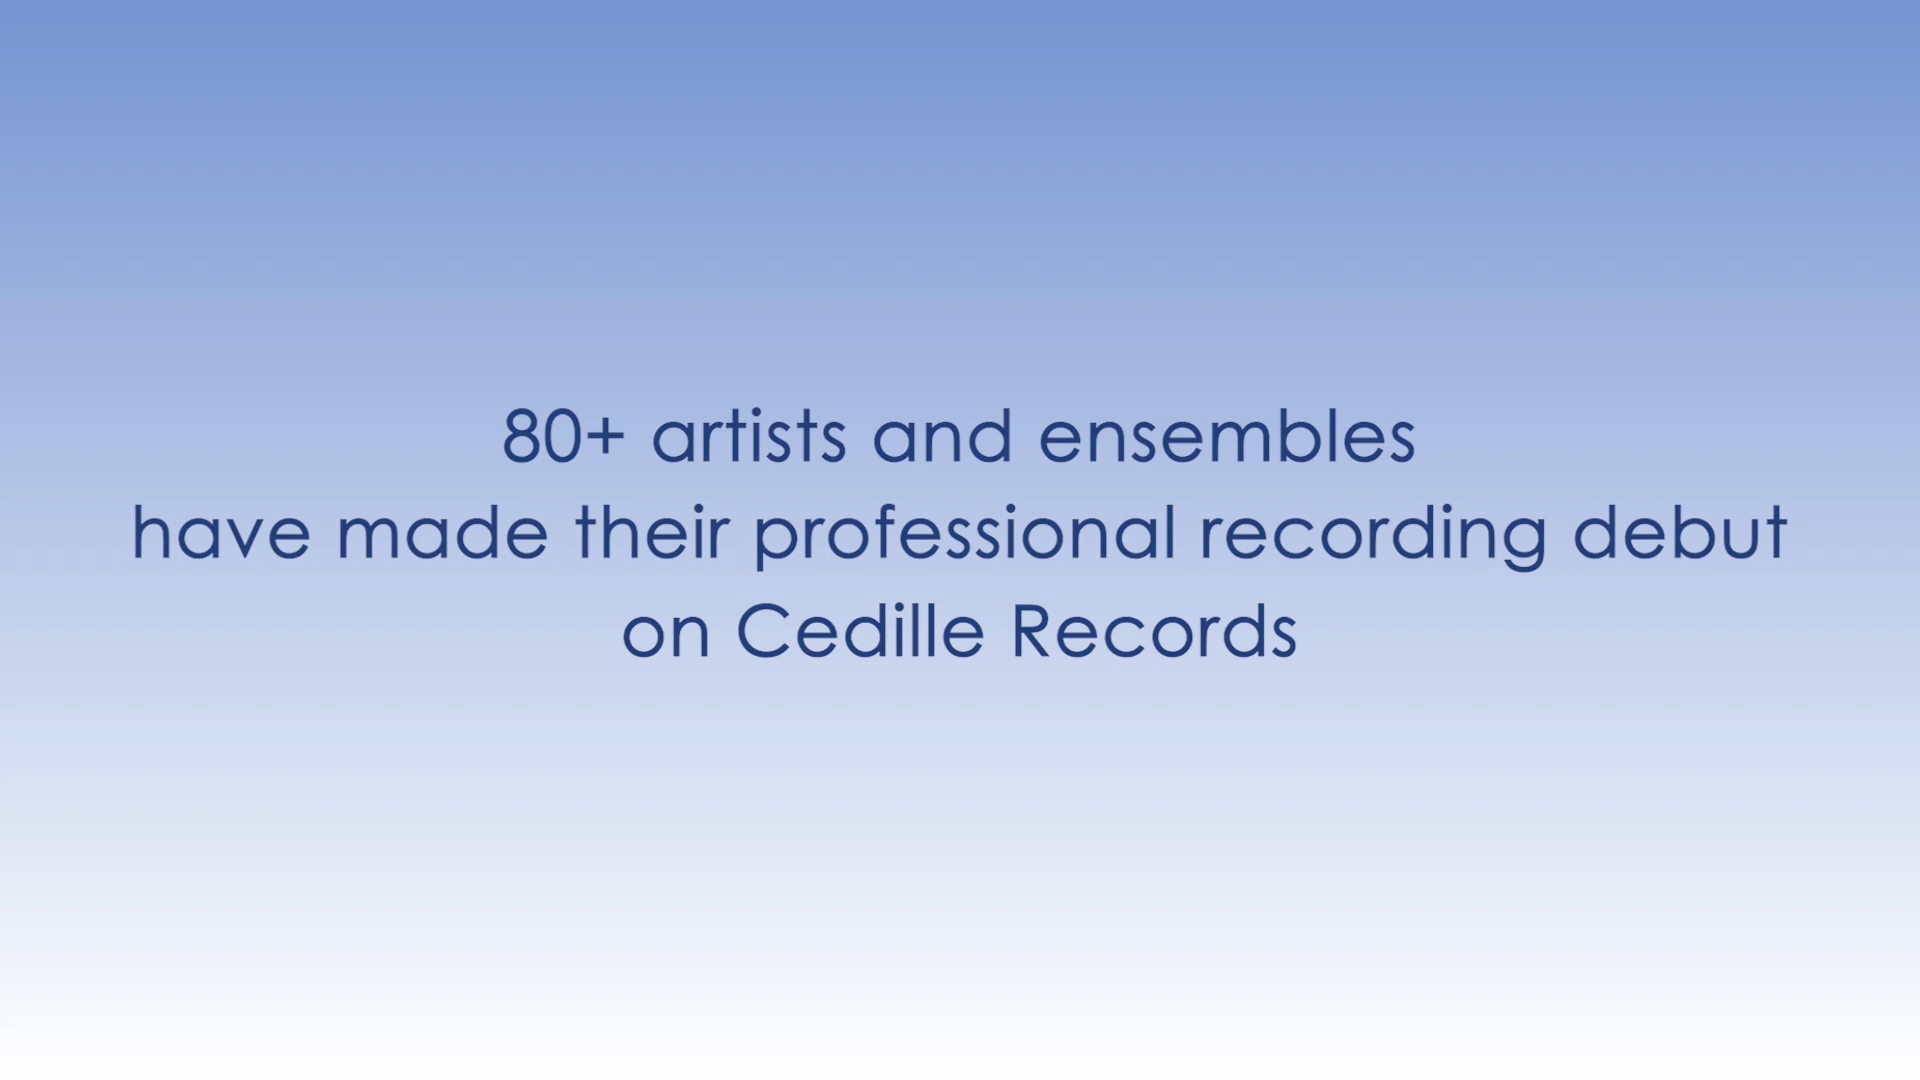 80+ artists and ensembles
have made their professional recording debut
on Cedille Records